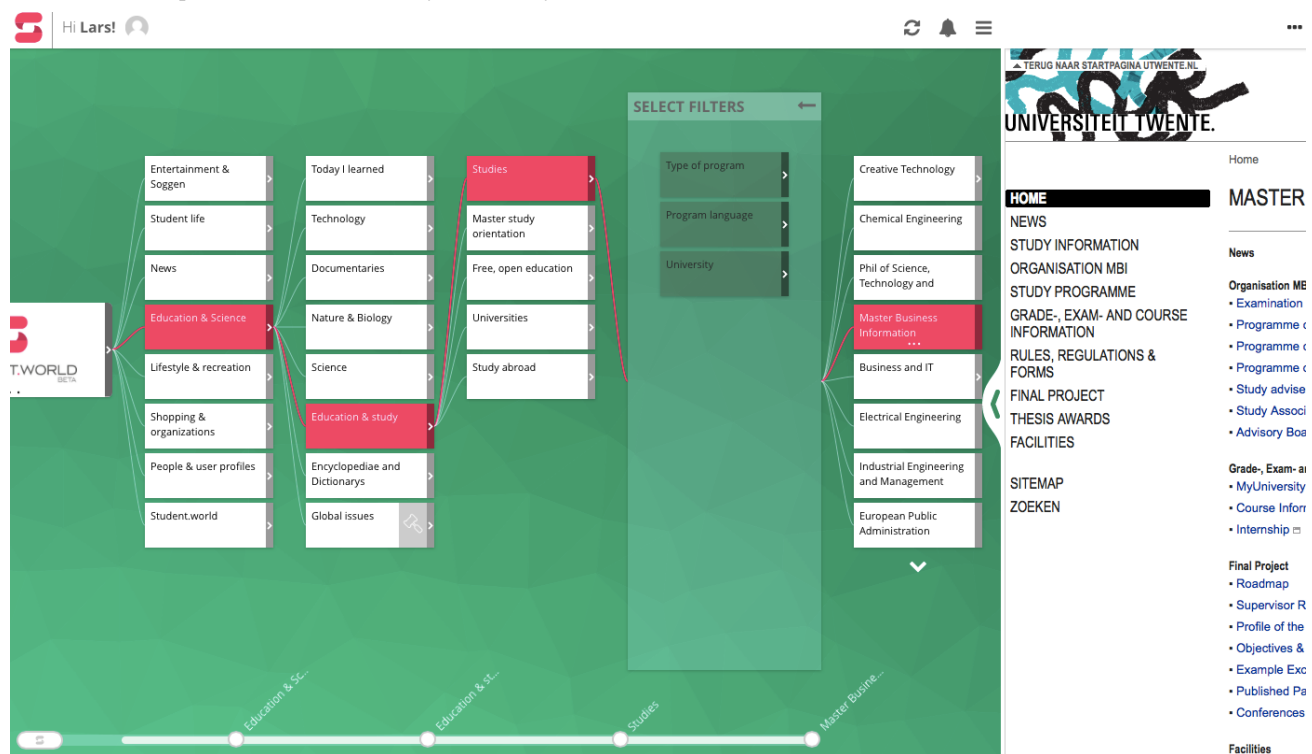 Hi Lars!
T.WORLD
BETA
Entertainment &
Soggen
Student life
News
Education & Science
Lifestyle & recreation
Shopping &
organizations
People & user profiles
Student.world
Today I learned
Technology
Documentaries
Nature & Biology
Science
Education & study
Encyclopediae and
Dictionarys
Global issues
Studies
Master study
orientation
Free, open education
Universities
Study abroad
SELECT FILTERS
Type of program
Program language
University
Creative Technology
Chemical Engineering
Phil of Science,
Technology and
Master Business
Information
...
Business and IT
Electrical Engineering
Industrial Engineering
and Management
European Public
Administration
Education & Sc...
Education & st...
Studies
Master Busine...
TERUG NAAR STARTPAGINA UTWENTE.NL
UNIVERSITEIT TWENTE.
HOME
NEWS
STUDY INFORMATION
ORGANISATION MBI
STUDY PROGRAMME
GRADE-, EXAM- AND COURSE
INFORMATION
RULES, REGULATIONS &
FORMS
FINAL PROJECT
THESIS AWARDS
FACILITIES
SITEMAP
ZOEKEN
Home
MASTER
News
Organisation MB
Examination
Programme
Programme
Programme
Study advise
Study Associ
Advisory Boa
Grade-, Exam- a
MyUniversity
Course Infor
Internship
Final Project
Roadmap
Supervisor R
Profile of the
Objectives &
Example Exc
Published Pa
Conferences
Facilities